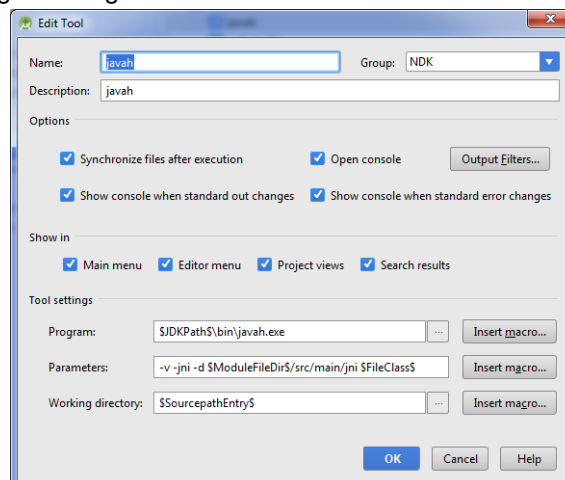 Edit Tool
Name: javah Group: NDK
Description: javah
Options
Synchronize files after execution Open console Output Filters...
Show console when standard out changes Show console when standard error changes
Show in
Main menu Editor menu Project views Search results
Tool settings
Program: $JDKPath$\bin\javah.exe ... Insert macro...
Parameters: -v -jni -d $ModuleFileDir$/src/main/jni $FileClass$ Insert macro...
Working directory: $SourcepathEntry$ ... Insert macro...
OK Cancel Help